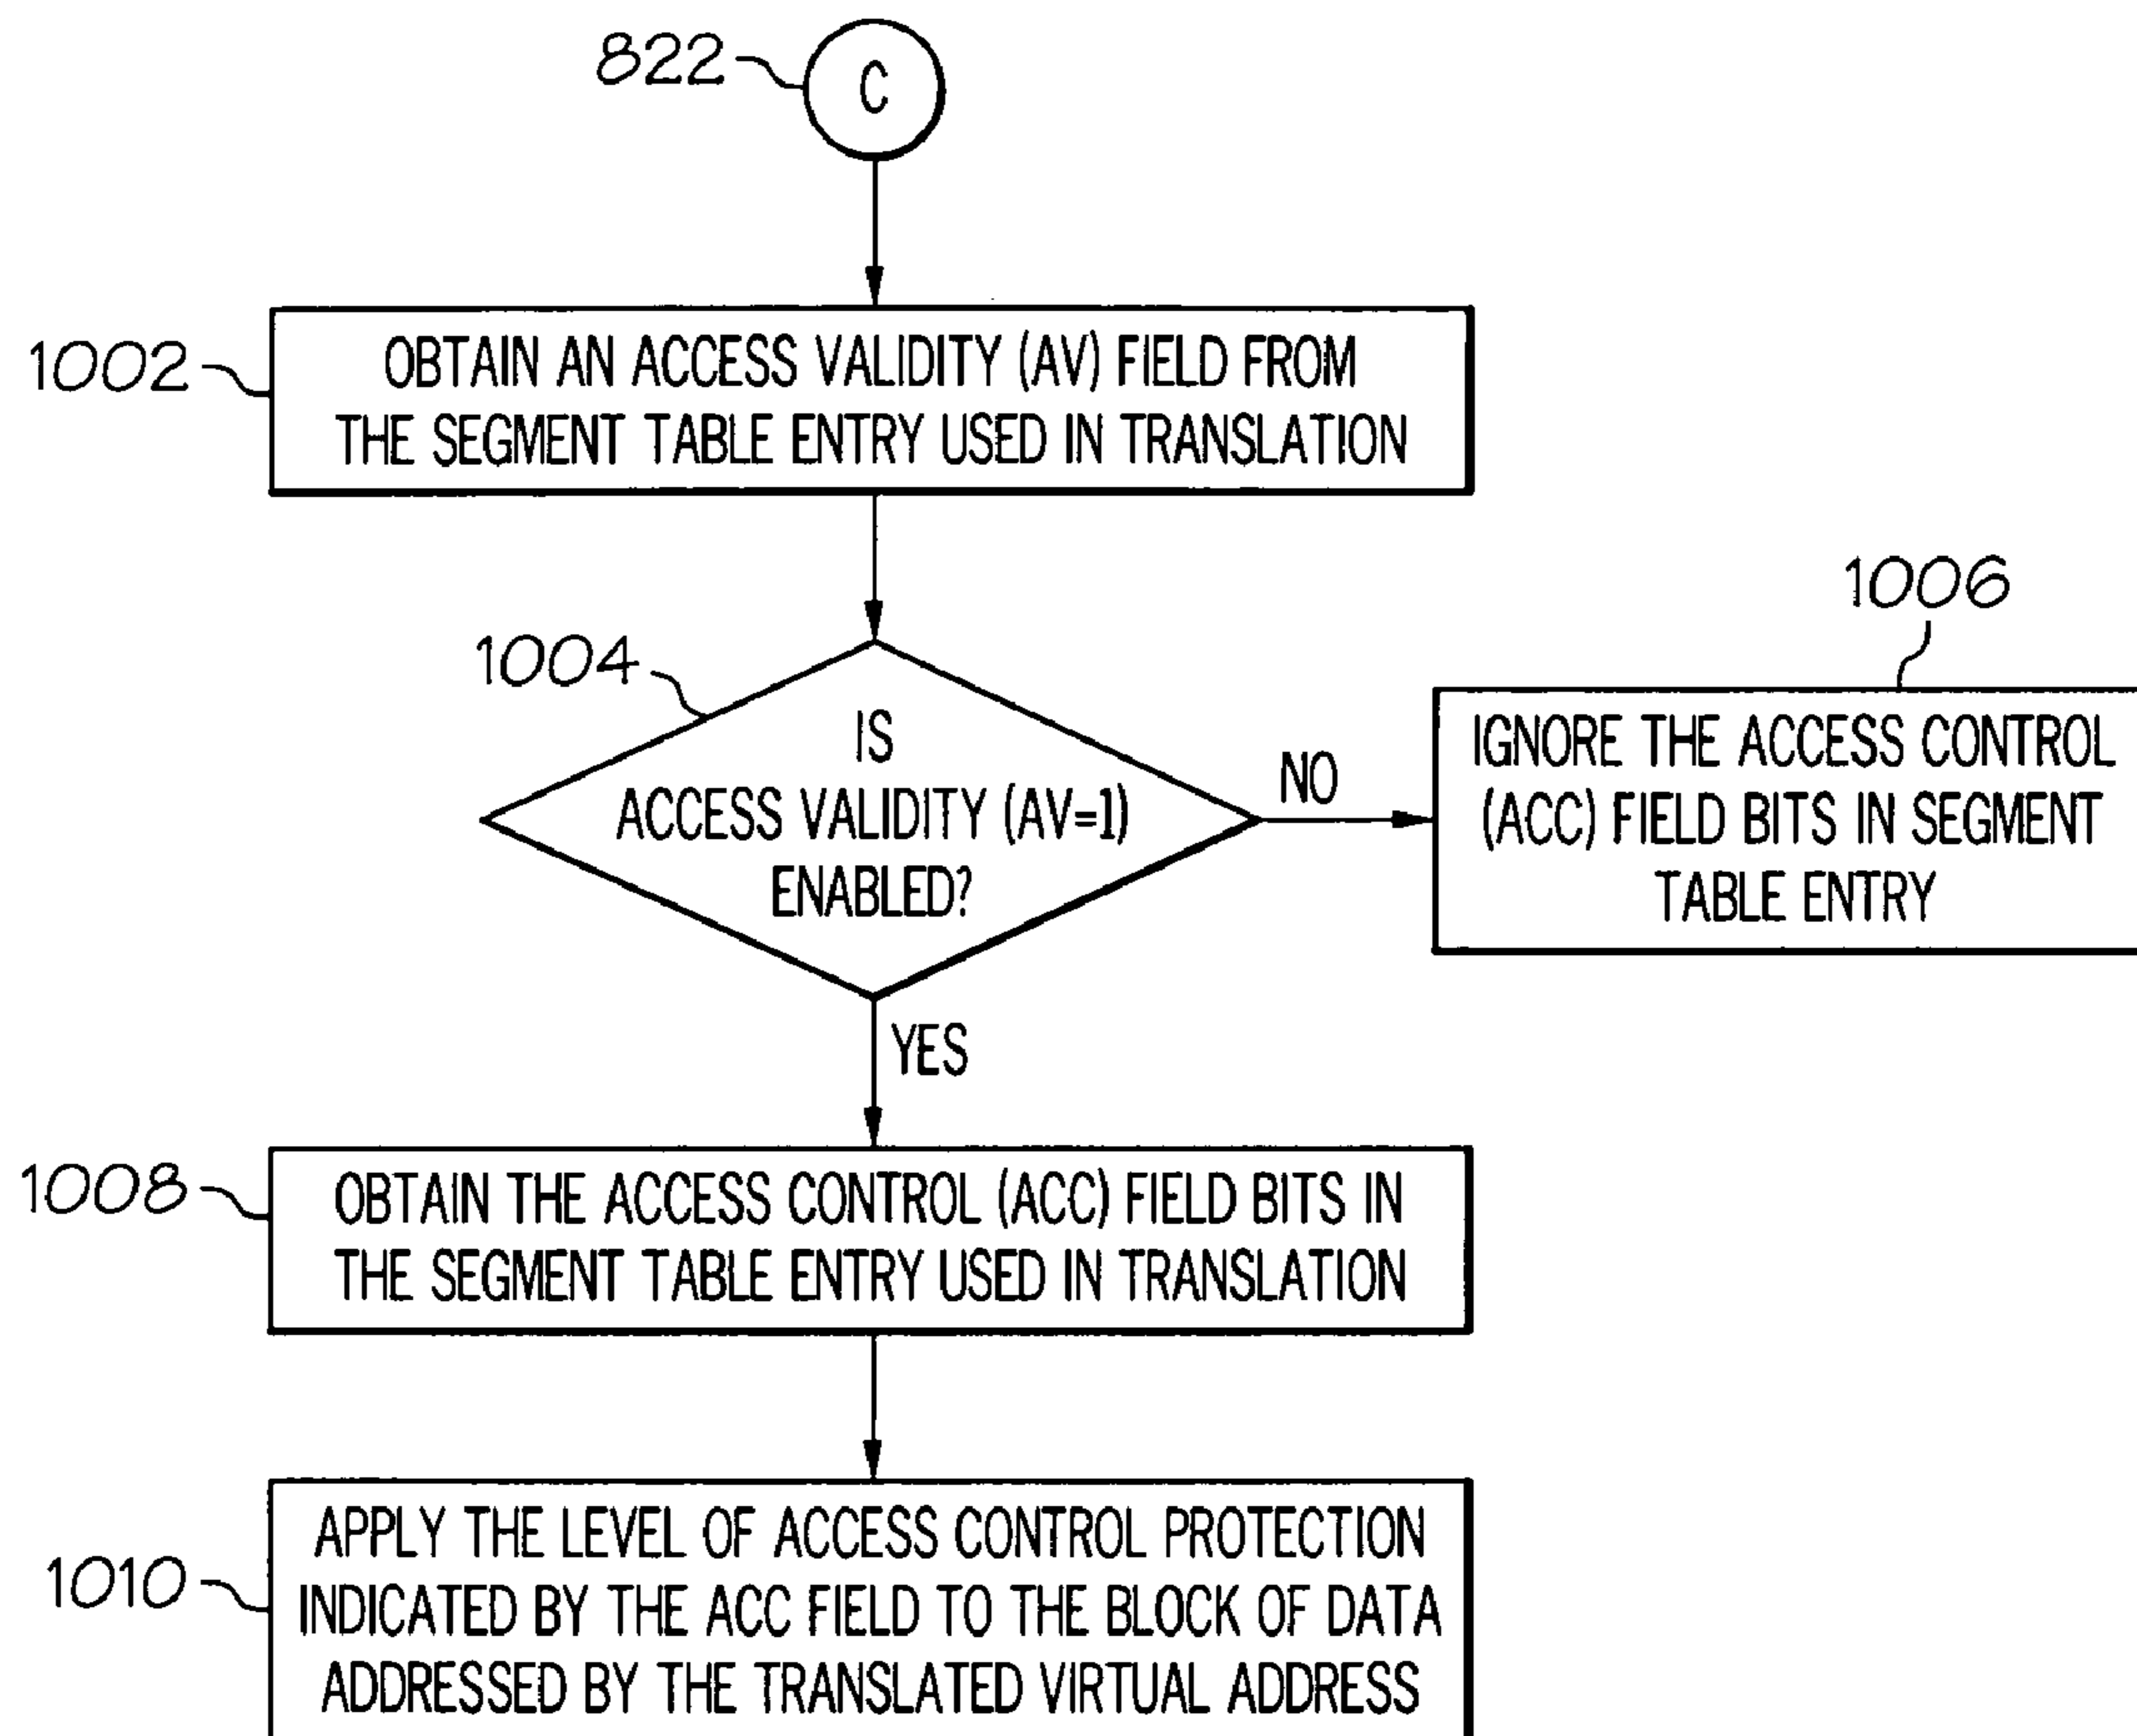 822
C
1002
OBTAIN AN ACCESS VALIDITY (AV) FIELD FROM
THE SEGMENT TABLE ENTRY USED IN TRANSLATION
1004
IS
ACCESS VALIDITY (AV=1)
ENABLED?
NO
1006
IGNORE THE ACCESS CONTROL
(ACC) FIELD BITS IN SEGMENT
TABLE ENTRY
YES
1008
OBTAIN THE ACCESS CONTROL (ACC) FIELD BITS IN
THE SEGMENT TABLE ENTRY USED IN TRANSLATION
1010
APPLY THE LEVEL OF ACCESS CONTROL PROTECTION
INDICATED BY THE ACC FIELD TO THE BLOCK OF DATA
ADDRESSED BY THE TRANSLATED VIRTUAL ADDRESS